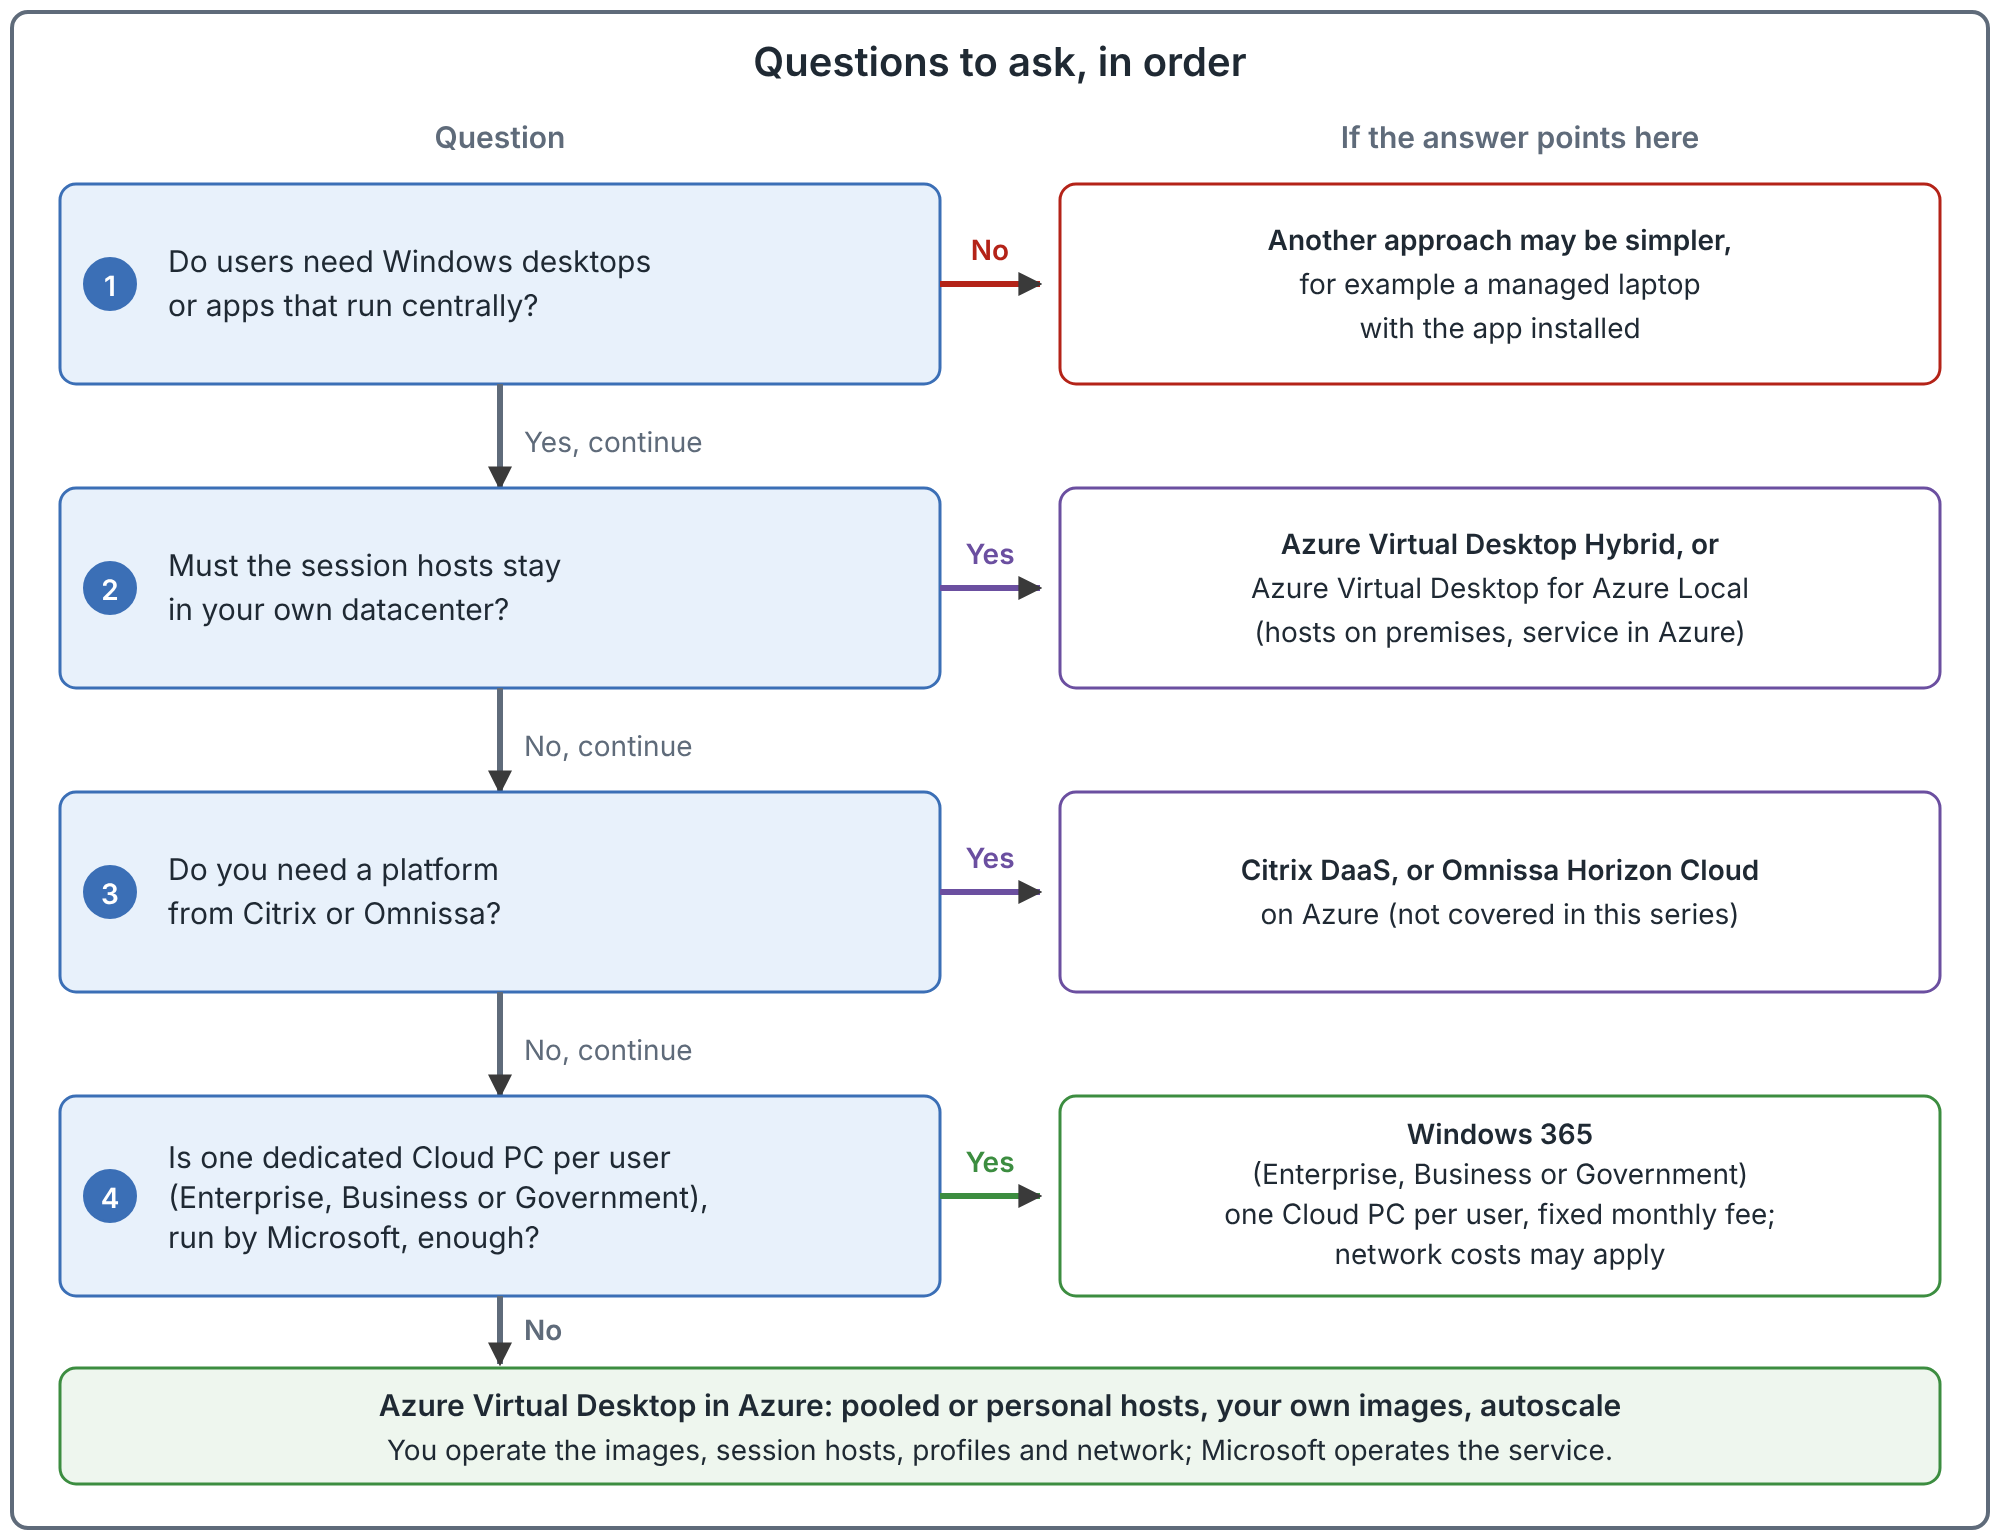 Questions to ask, in order
Question
If the answer points here
1
Do users need Windows desktops
or apps that run centrally?
No
Another approach may be simpler,
for example a managed laptop
with the app installed
Yes, continue
2
Must the session hosts stay
in your own datacenter?
Yes
Azure Virtual Desktop Hybrid, or
Azure Virtual Desktop for Azure Local
(hosts on premises, service in Azure)
No, continue
3
Do you need a platform
from Citrix or Omnissa?
Yes
Citrix DaaS, or Omnissa Horizon Cloud
on Azure (not covered in this series)
No, continue
4
Is one dedicated Cloud PC per user
(Enterprise, Business or Government),
run by Microsoft, enough?
Yes
Windows 365
(Enterprise, Business or Government)
one Cloud PC per user, fixed monthly fee;
network costs may apply
No
Azure Virtual Desktop in Azure: pooled or personal hosts, your own images, autoscale
You operate the images, session hosts, profiles and network; Microsoft operates the service.